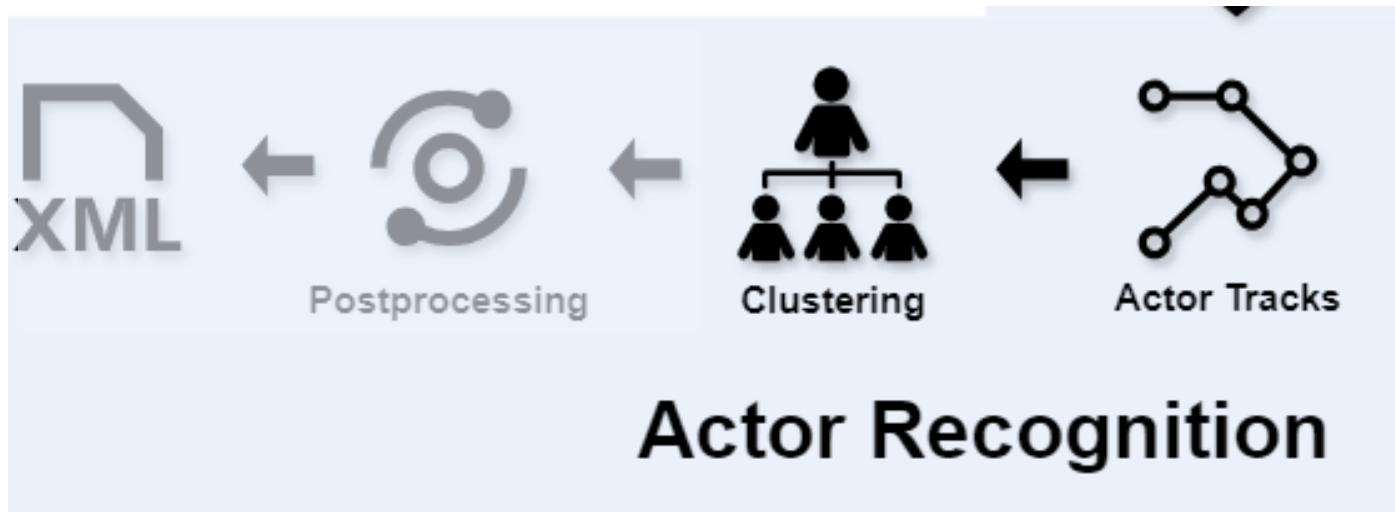 XML
Postprocessing
Clustering
Actor Tracks
Actor Recognition